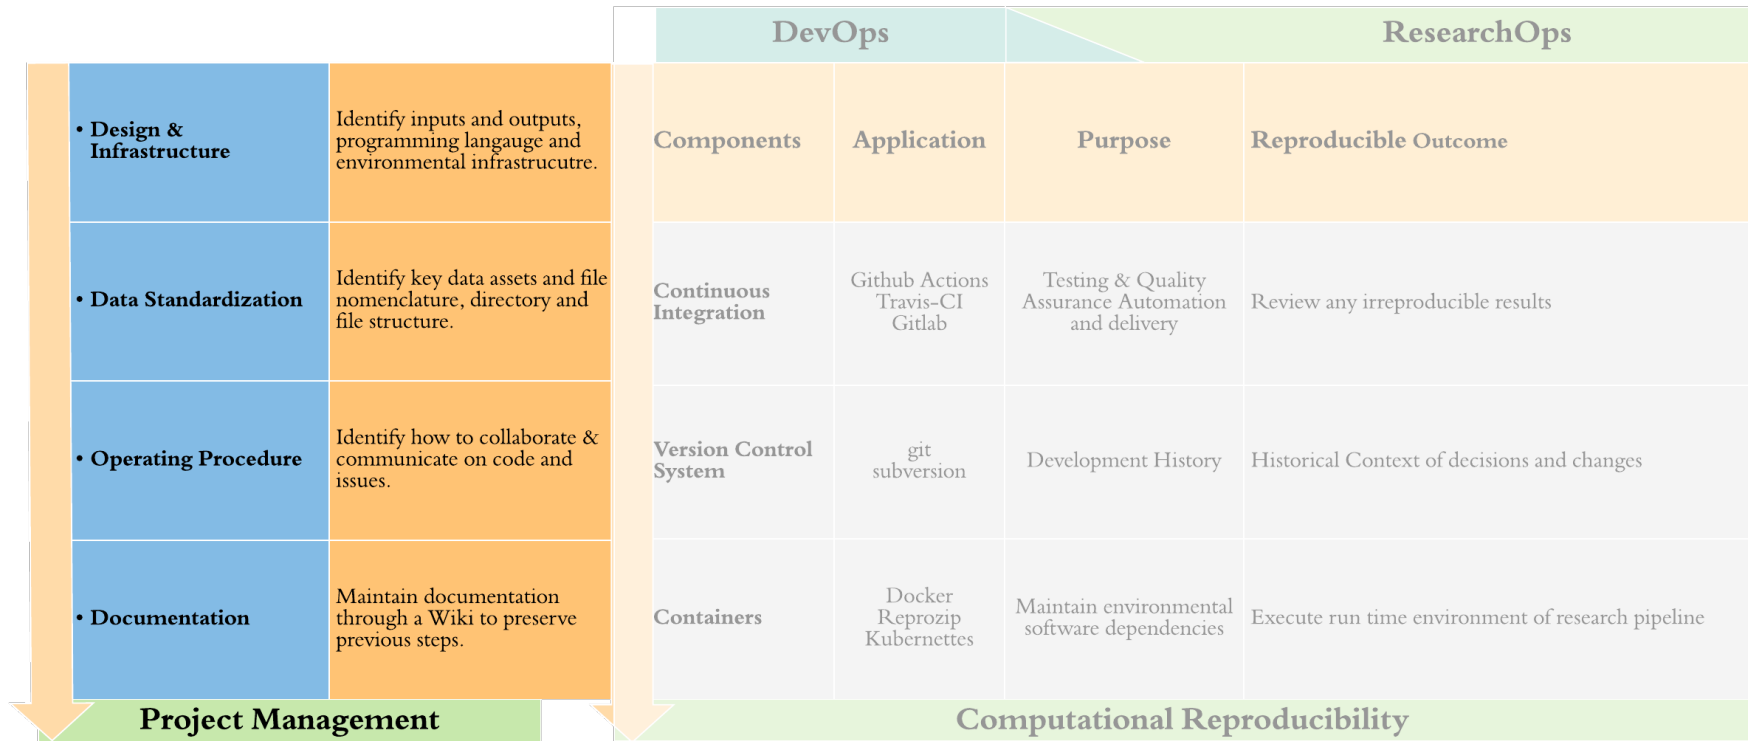 DevOps
ResearchOps
• Design &
Infrastructure
Identify inputs and outputs,
programming langauge and
environmental infrastrucutre.
Components
Application
Purpose
Reproducible Outcome
• Data Standardization
Identify key data assets and file
nomenclature, directory and
file structure.
Continuous
Integration
Github Actions
Travis-CI
Gitlab
Testing & Quality
Assurance Automation
and delivery
Review any irreproducible results
• Operating Procedure
Identify how to collaborate &
communicate on code and
issues.
Version Control
System
git
subversion
Development History
Historical Context of decisions and changes
• Documentation
Maintain documentation
through a Wiki to preserve
previous steps.
Containers
Docker
Reprozip
Kubernettes
Maintain environmental
software dependencies
Execute run time environment of research pipeline
Project Management
Computational Reproducibility